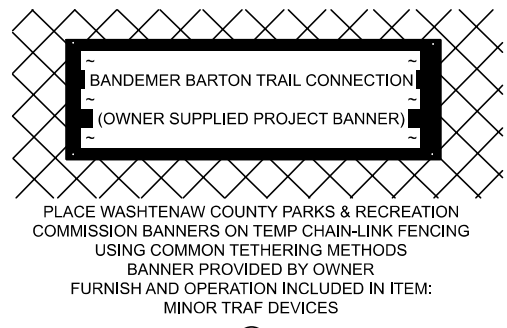 ~ ~
BANDEMER BARTON TRAIL CONNECTION
~ ~
(OWNER SUPPLIED PROJECT BANNER)
~ ~
PLACE WASHTENAW COUNTY PARKS & RECREATION
COMMISSION BANNERS ON TEMP CHAIN-LINK FENCING
USING COMMON TETHERING METHODS
BANNER PROVIDED BY OWNER
FURNISH AND OPERATION INCLUDED IN ITEM:
MINOR TRAF DEVICES